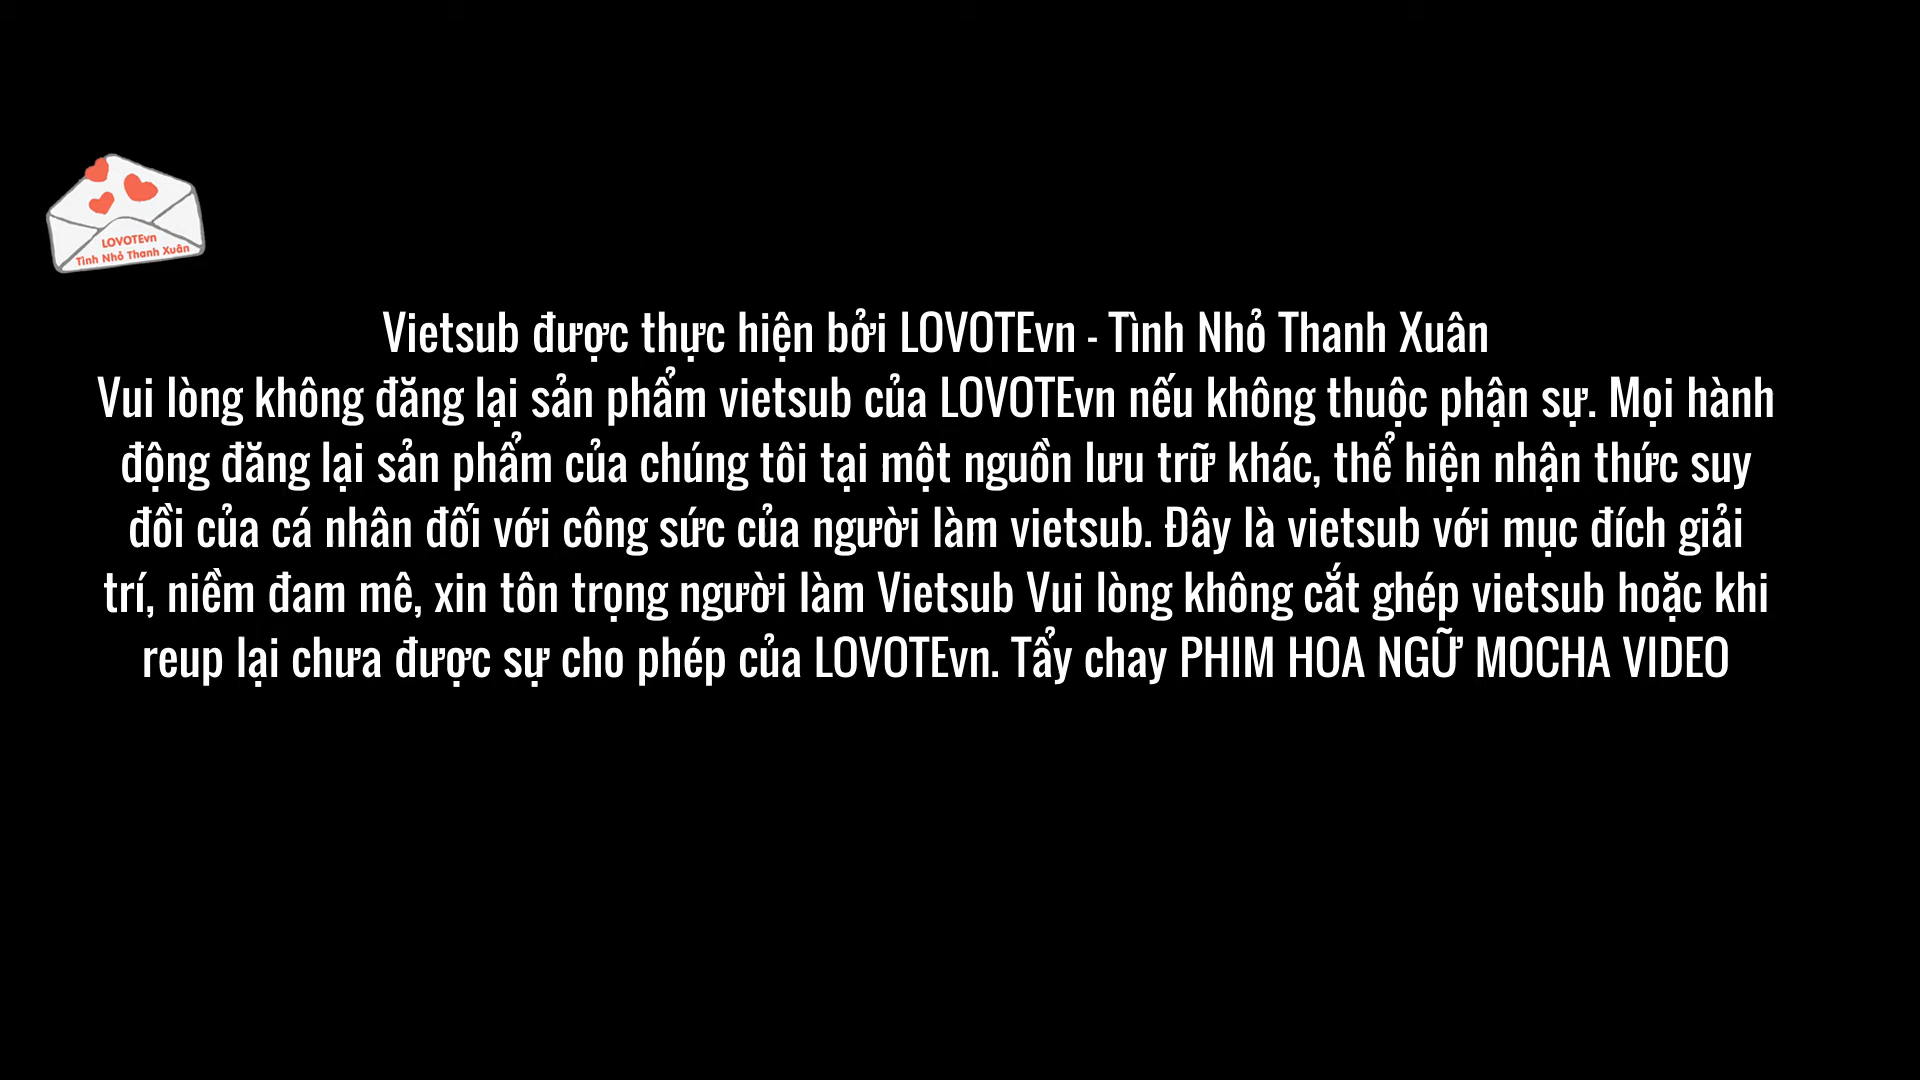 LOVOTEvn
Tình Nhỏ Thanh Xuân
Vietsub được thực hiện bởi LOVOTEvn - Tình Nhỏ Thanh Xuân
Vui lòng không đăng lại sản phẩm vietsub của LOVOTEvn nếu không thuộc phận sự. Mọi hành
động đăng lại sản phẩm của chúng tôi tại một nguồn lưu trữ khác, thể hiện nhận thức suy
đồi của cá nhân đối với công sức của người làm vietsub. Đây là vietsub với mục đích giải
trí, niềm đam mê, xin tôn trọng người làm Vietsub Vui lòng không cắt ghép vietsub hoặc khi
reup lại chưa được sự cho phép của LOVOTEvn. Tẩy chay PHIM HOA NGỮ MOCHA VIDEO